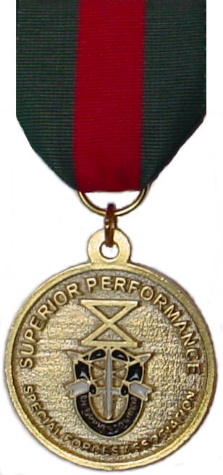 SUPERIOR PERFORMANCE
SPECIAL FORCES ASSOCIATION